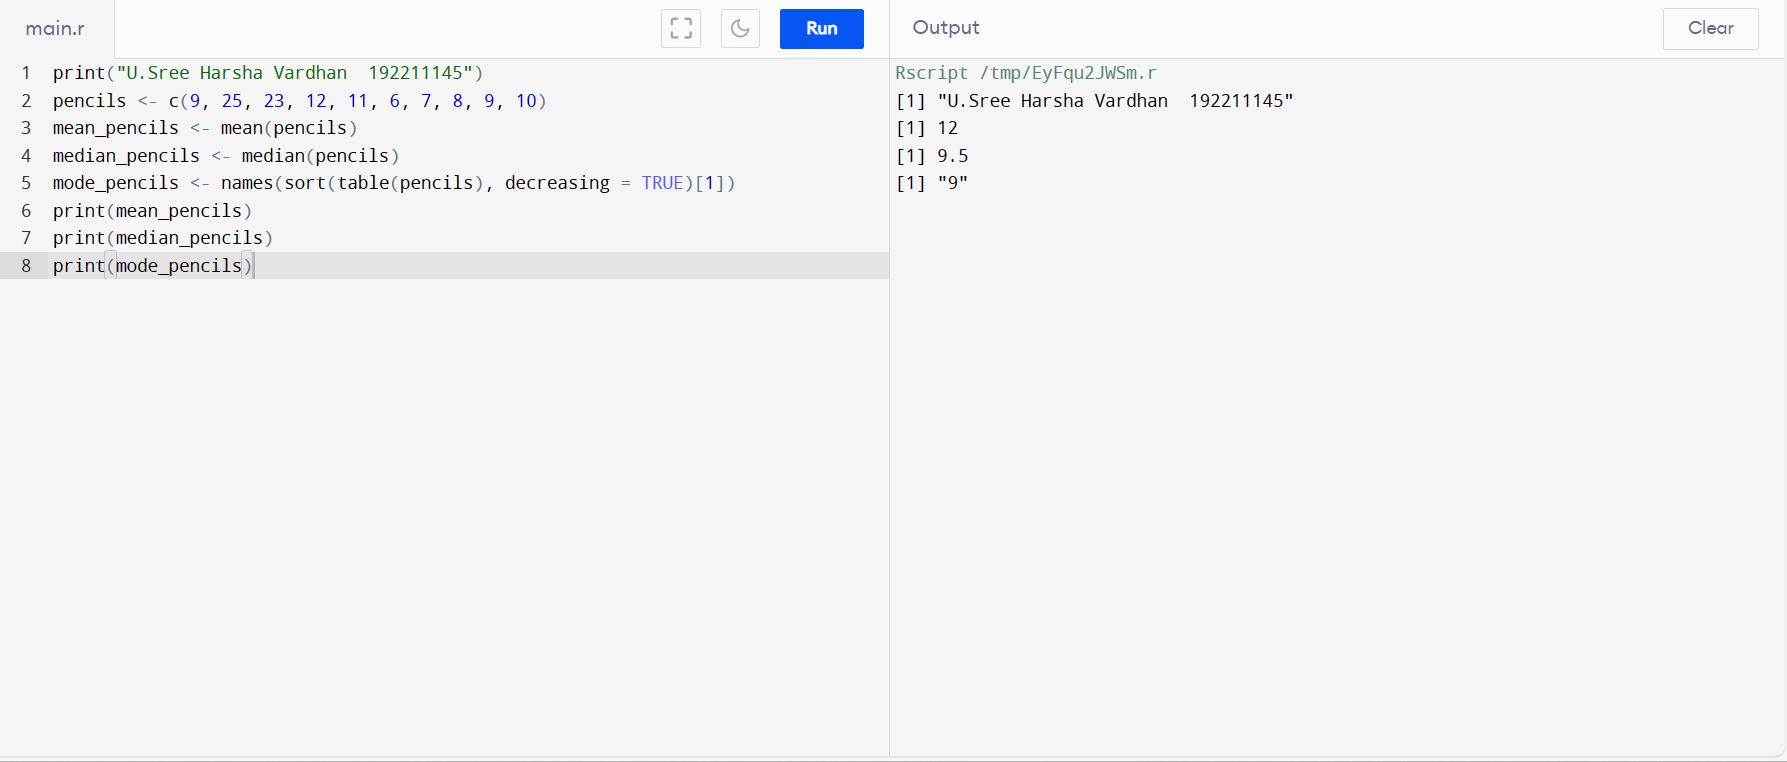 main.r
Run
1 print("U.Sree Harsha Vardhan  192211145")
2 pencils <- c(9, 25, 23, 12, 11, 6, 7, 8, 9, 10)
3 mean_pencils <- mean(pencils)
4 median_pencils <- median(pencils)
5 mode_pencils <- names(sort(table(pencils), decreasing = TRUE)[1])
6 print(mean_pencils)
7 print(median_pencils)
8 print(mode_pencils)
Output
Clear
Rscript /tmp/EyFqu2JWSm.r
[1] "U.Sree Harsha Vardhan  192211145"
[1] 12
[1] 9.5
[1] "9"